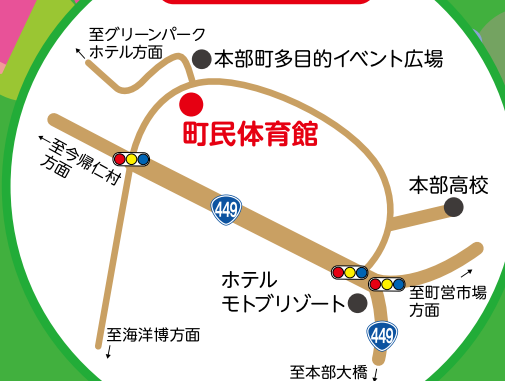 至グリーンパーク
ホテル方面
本部町多目的イベント広場
町民体育館
←至今帰仁村
方面
449
本部高校
ホテル
モトブリゾート
至町営市場
方面
至海洋博方面
449
至本部大橋